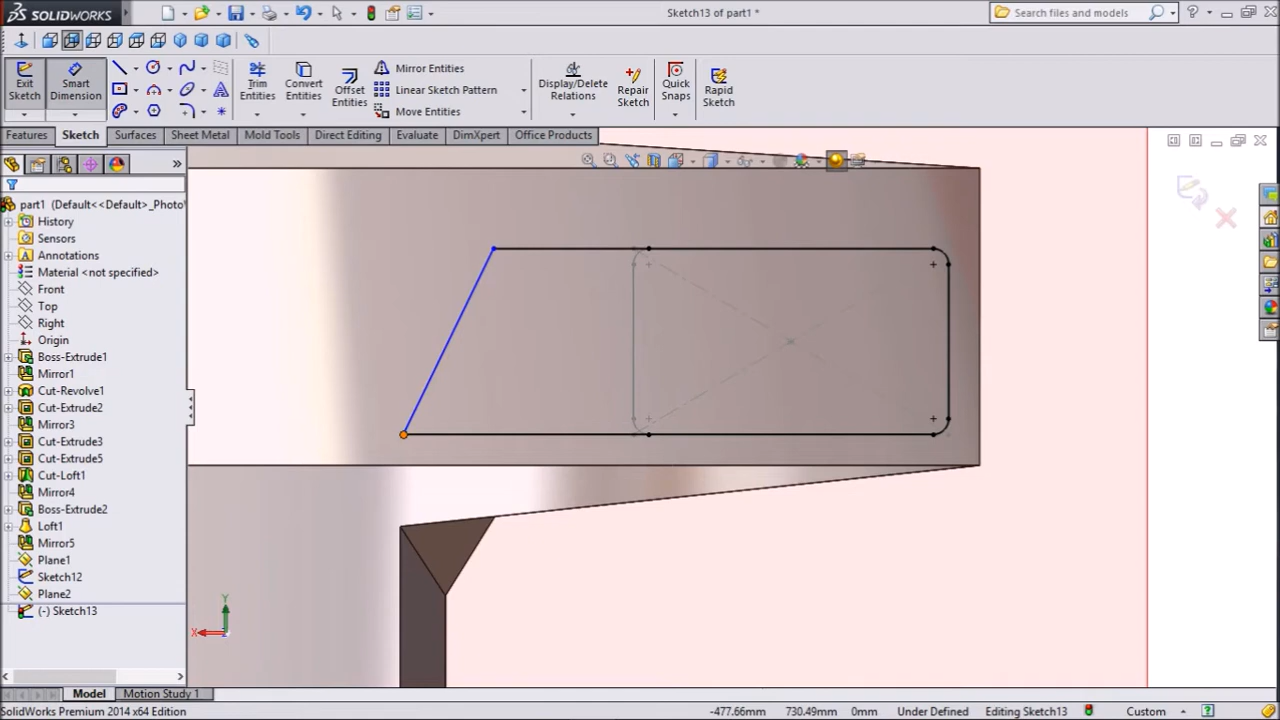 SOLIDWORKS
Sketch13 of part1 *
Search files and models
Exit Sketch
Smart Dimension
Trim Entities
Convert Entities
Offset Entities
Mirror Entities
Linear Sketch Pattern
Move Entities
Display/Delete Relations
Repair Sketch
Quick Snaps
Rapid Sketch
Features
Sketch
Surfaces
Sheet Metal
Mold Tools
Direct Editing
Evaluate
DimXpert
Office Products
part1 (Default<<Default>_Photo
History
Sensors
Annotations
Material <not specified>
Front
Top
Right
Origin
Boss-Extrude1
Mirror1
Cut-Revolve1
Cut-Extrude2
Mirror3
Cut-Extrude3
Cut-Extrude5
Cut-Loft1
Mirror4
Boss-Extrude2
Loft1
Mirror5
Plane1
Sketch12
Plane2
(-) Sketch13
Y
X
Model
Motion Study 1
SolidWorks Premium 2014 x64 Edition
-477.66mm
730.49mm
0mm
Under Defined
Editing Sketch13
Custom